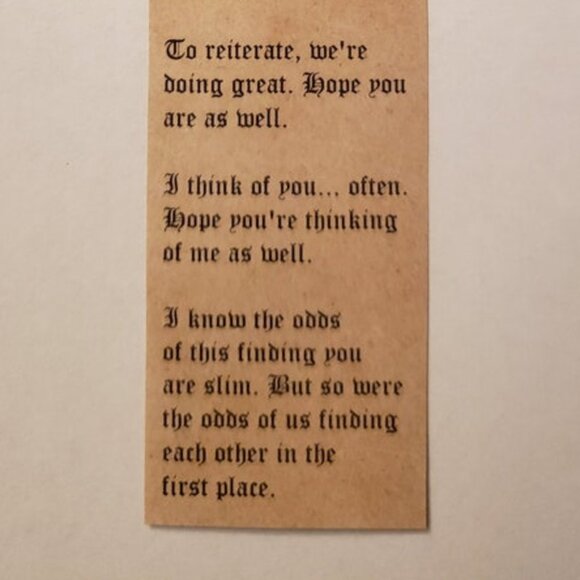 To reiterate, we're
doing great. Hope you
are as well.
I think of you... often.
Hope you're thinking
of me as well.
I know the odds
of this finding you
are slim. But so were
the odds of us finding
each other in the
first place.